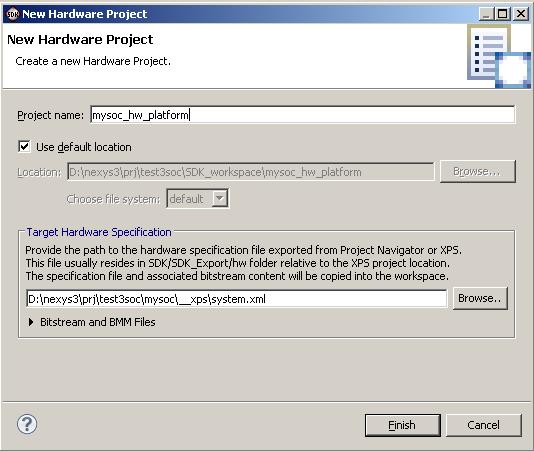 SDK New Hardware Project
New Hardware Project
Create a new Hardware Project.
Project name: mysoc_hw_platform
Use default location
Location: D:\nexys3\prj\test3soc\SDK_workspace\mysoc_hw_platform Browse...
Choose file system: default
Target Hardware Specification
Provide the path to the hardware specification file exported from Project Navigator or XPS.
This file usually resides in SDK/SDK_Export/hw folder relative to the XPS project location.
The specification file and associated bitstream content will be copied into the workspace.
D:\nexys3\prj\test3soc\mysoc\__xps\system.xml Browse..
Bitstream and BMM Files
? Finish Cancel